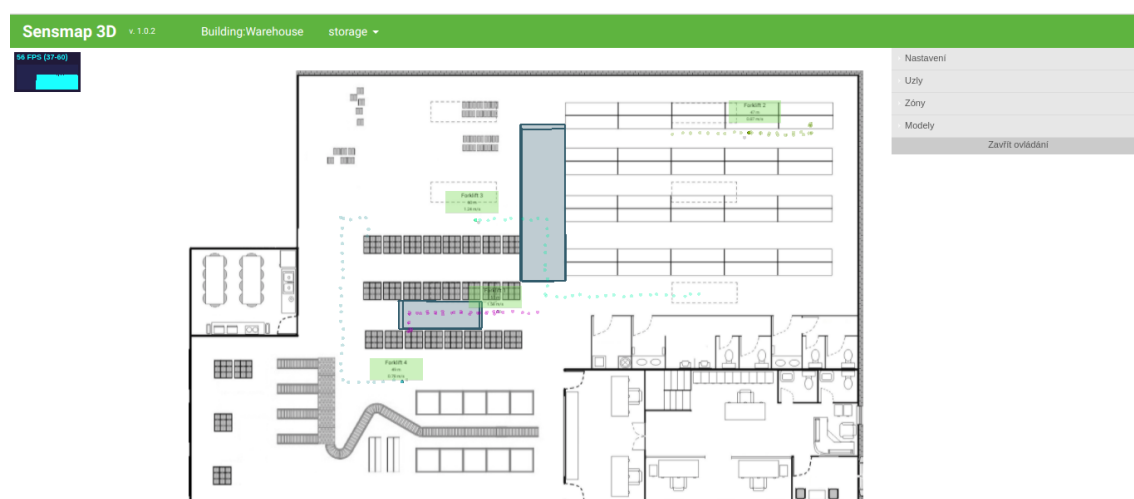 Sensmap 3D
v. 1.0.2
Building:Warehouse
storage
56 FPS (37-60)
Nastavení
Uzly
Zóny
Modely
Zavřít ovládání
Forklift 2
Forklift 3
Forklift 4